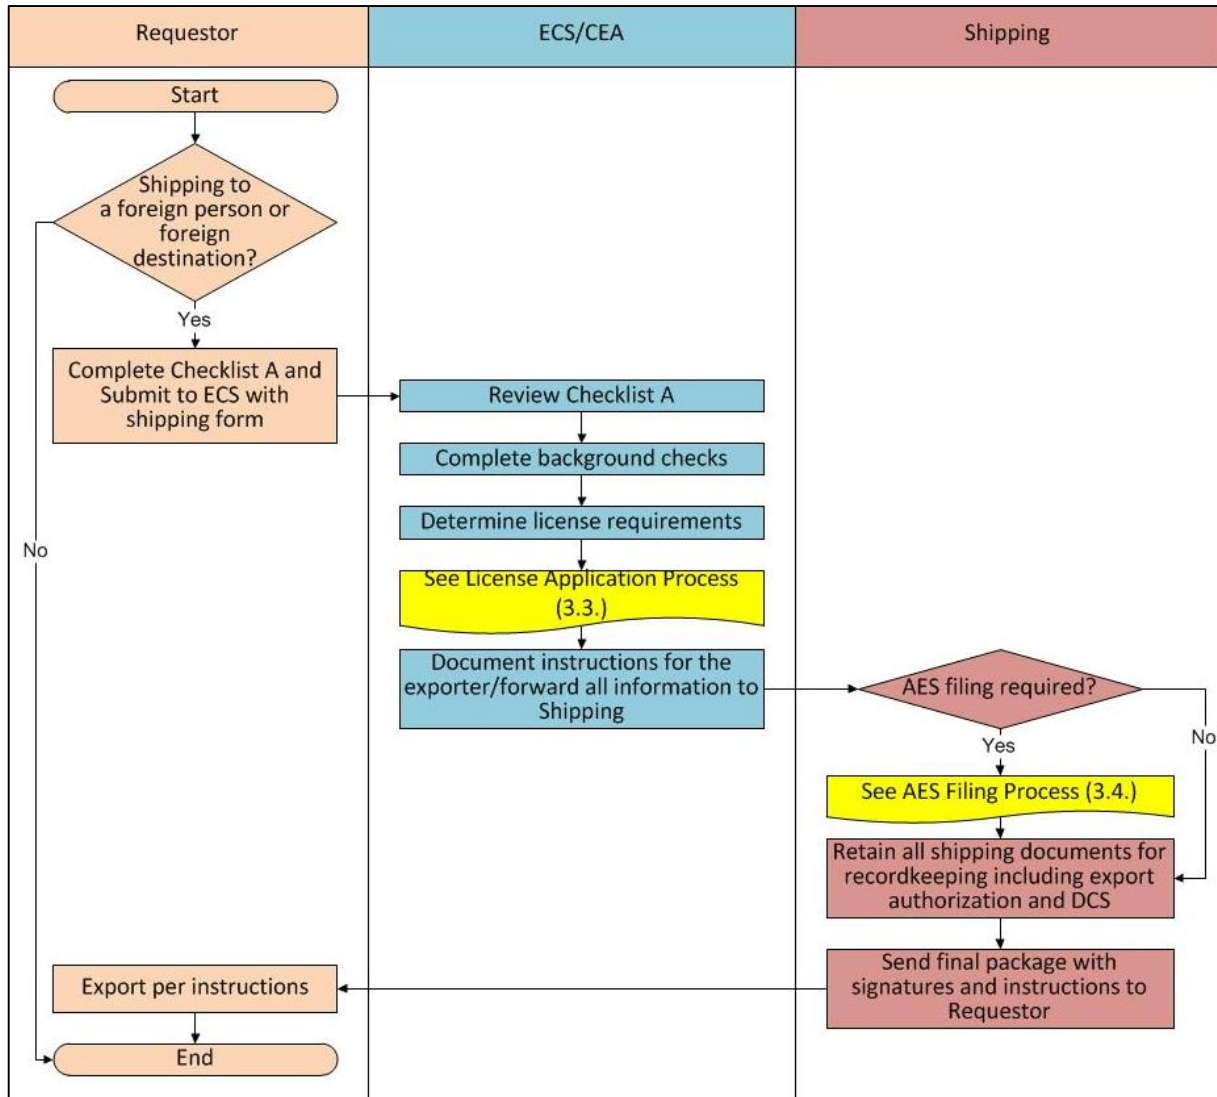 Requestor
ECS/CEA
Shipping
Start
Shipping to
a foreign person or
foreign
destination?
Yes
No
Complete Checklist A and
Submit to ECS with
shipping form
Review Checklist A
Complete background checks
Determine license requirements
See License Application Process
(3.3.)
Document instructions for the
exporter/forward all information to
Shipping
AES filing required?
Yes
No
See AES Filing Process (3.4.)
Retain all shipping documents for
recordkeeping including export
authorization and DCS
Send final package with
signatures and instructions to
Requestor
Export per instructions
End